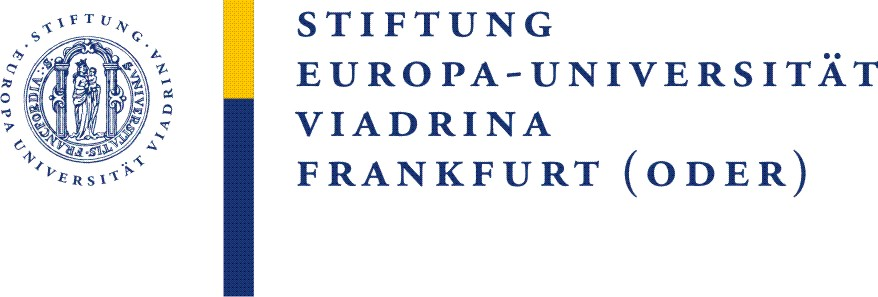 · STIFTUNG ·
EUROPA UNIVERSITÄT VIADRINA
STIFTUNG
EUROPA-UNIVERSITÄT
VIADRINA
FRANKFURT (ODER)